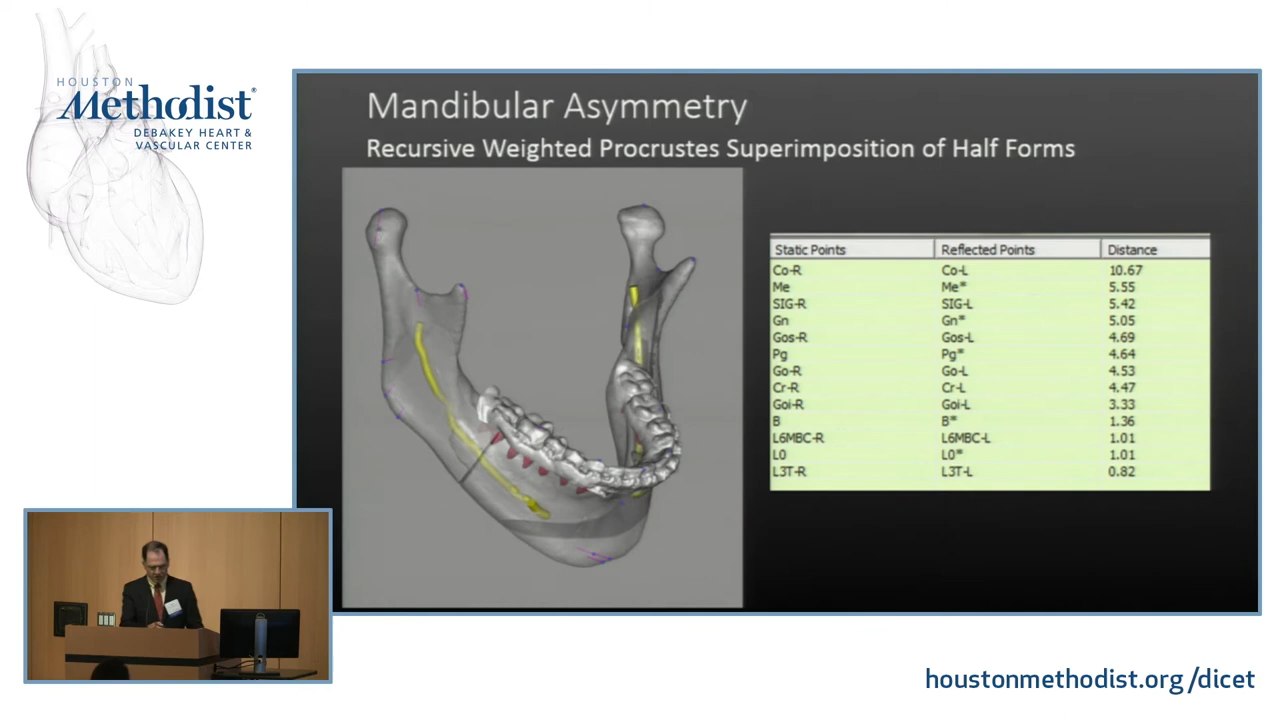 HOUSTON
Methodist®
DEBAKEY HEART &
VASCULAR CENTER
Mandibular Asymmetry
Recursive Weighted Procrustes Superimposition of Half Forms
Static Points Reflected Points Distance
Co-R Co-L 10.67
Me Me* 5.55
SIG-R SIG-L 5.42
Gn Gn* 5.05
Gos-R Gos-L 4.69
Pg Pg* 4.64
Go-R Go-L 4.53
Cr-R Cr-L 4.47
Goi-R Goi-L 3.33
B B* 1.36
L6MBC-R L6MBC-L 1.01
L0 L0* 1.01
L3T-R L3T-L 0.82
houstonmethodist.org/dicet